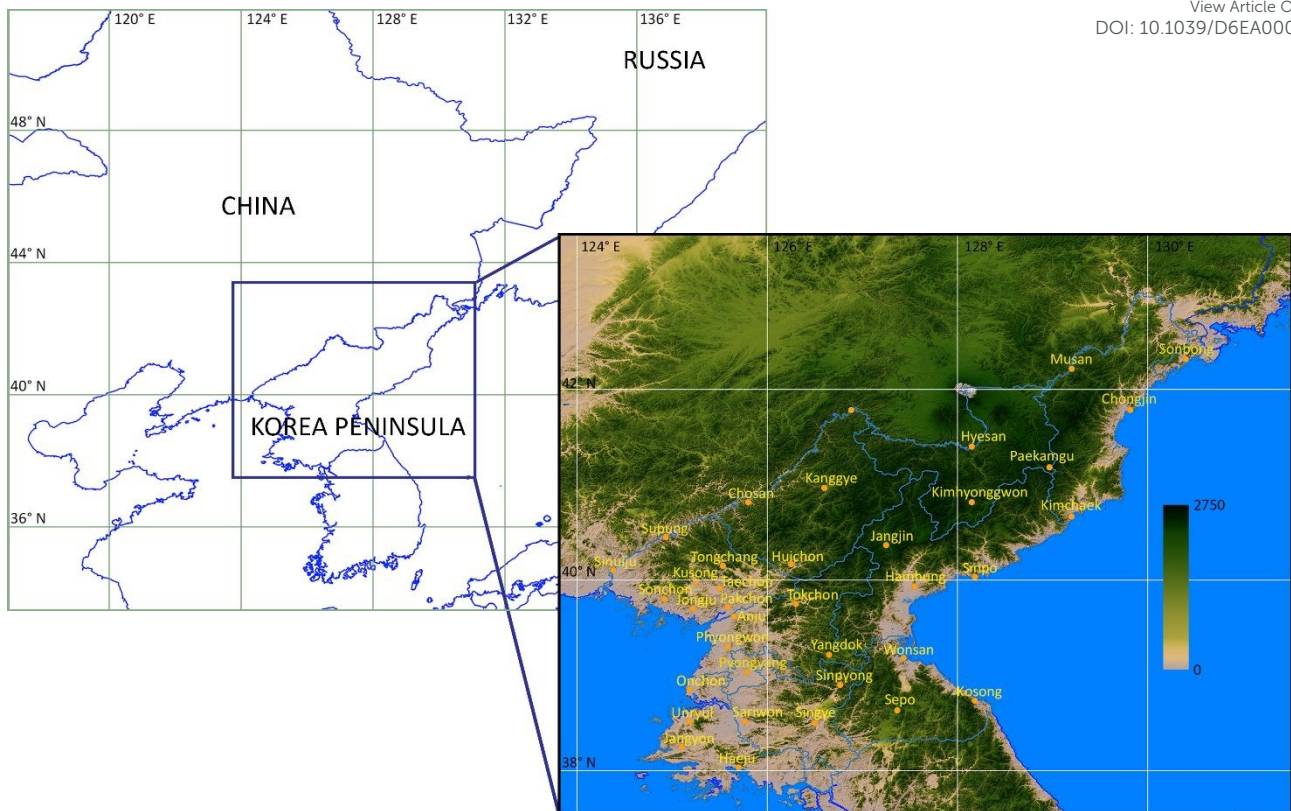 View Article O
DOI: 10.1039/D6EA000
120° E
124° E
128° E
132° E
136° E
RUSSIA
48° N
CHINA
44° N
40° N
KOREA PENINSULA
36° N
124° E
126° E
128° E
130° E
Musan
Sonbong
42° N
Chongjin
Hyesan
Paekamgu
Kanggye
Chosan
Kimhyonggwon
Kimchaek
2750
Supung
Jangjin
Tongchang
Huichon
Sinuiju
Kusong
Sinpo
40° N
Taechon
Hamhung
Sonchon
Jongju
Pakchon
Tokchon
Anju
Phyongwon
Yangdok
Wonsan
Pyongyang
Sinpyong
0
Onchon
Kosong
Sepo
Unryul
Sariwon
Singye
Jangyon
Haeju
38° N